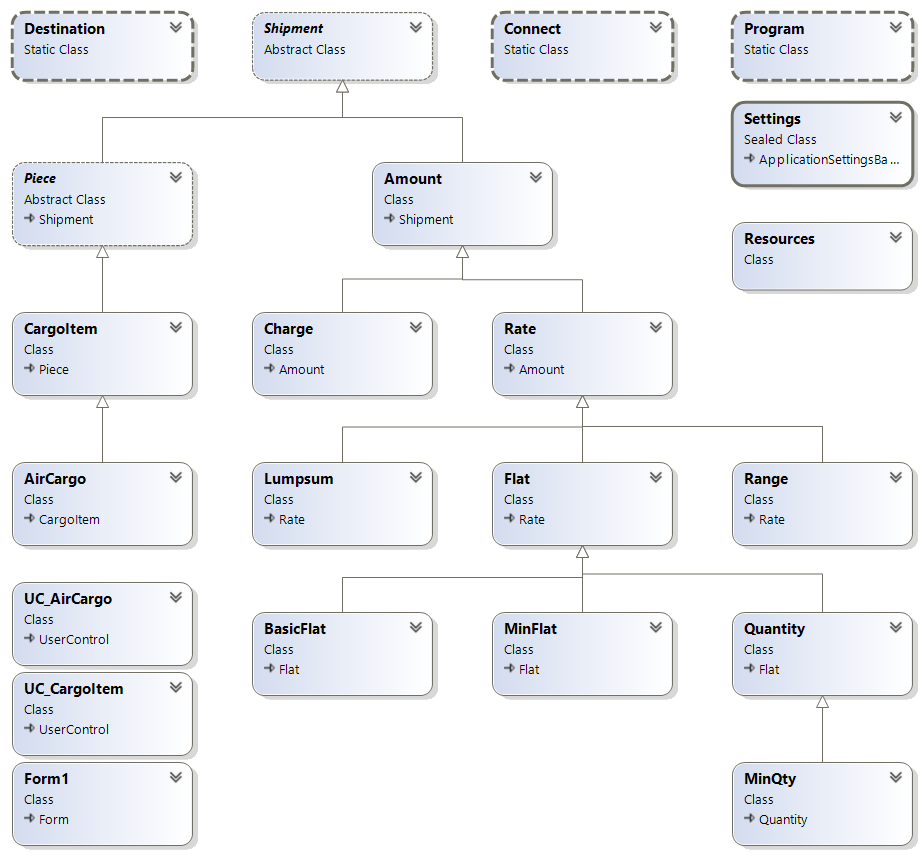 Destination
Static Class
Shipment
Abstract Class
Connect
Static Class
Program
Static Class
Settings
Sealed Class
ApplicationSettingsBa...
Piece
Abstract Class
Shipment
Amount
Class
Shipment
Resources
Class
CargoItem
Class
Piece
Charge
Class
Amount
Rate
Class
Amount
AirCargo
Class
CargoItem
Lumpsum
Class
Rate
Flat
Class
Rate
Range
Class
Rate
UC_AirCargo
Class
UserControl
BasicFlat
Class
Flat
MinFlat
Class
Flat
Quantity
Class
Flat
UC_CargoItem
Class
UserControl
Form1
Class
Form
MinQty
Class
Quantity